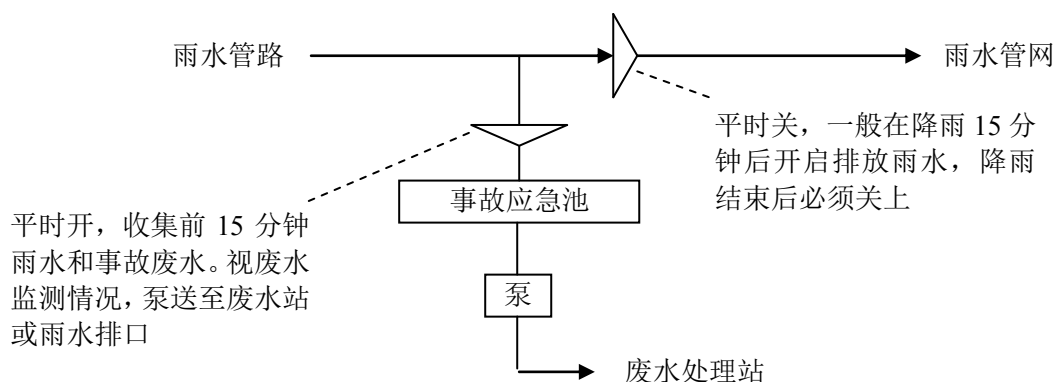 雨水管路
雨水管网
平时关，一般在降雨 15 分
钟后开启排放雨水，降雨
结束后必须关上
事故应急池
平时开，收集前 15 分钟
雨水和事故废水。视废水
监测情况，泵送至废水站
或雨水排口
泵
废水处理站